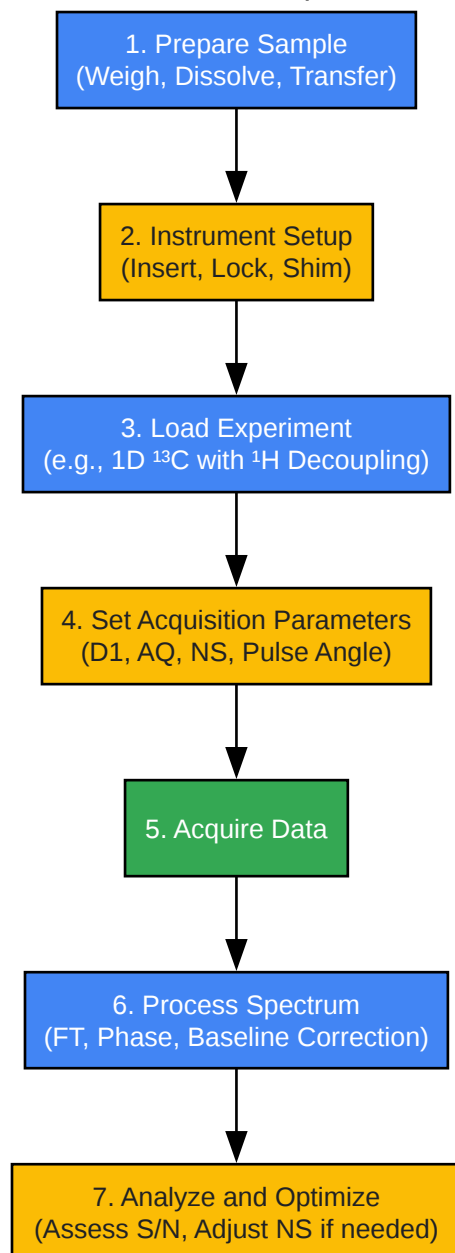 1. Prepare Sample
(Weigh, Dissolve, Transfer)
2. Instrument Setup
(Insert, Lock, Shim)
3. Load Experiment
(e.g., 1D ¹³C with ¹H Decoupling)
4. Set Acquisition Parameters
(D1, AQ, NS, Pulse Angle)
5. Acquire Data
6. Process Spectrum
(FT, Phase, Baseline Correction)
7. Analyze and Optimize
(Assess S/N, Adjust NS if needed)